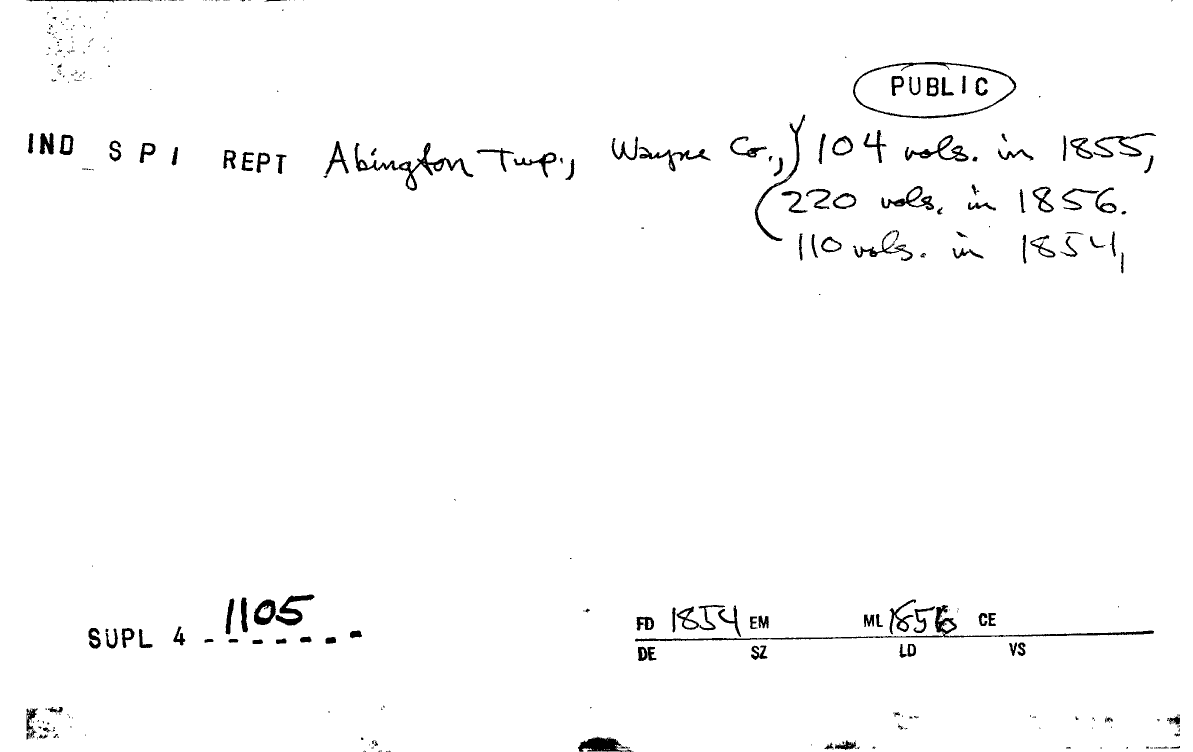 PUBLIC
IND S P I REPT Abington Twp., Wayne Co., 104 vols. in 1855,
220 vols. in 1856.
110 vols. in 1854,
SUPL 4 - 1105
FD 1854 EM ML 1856 CE
DE SZ LD VS